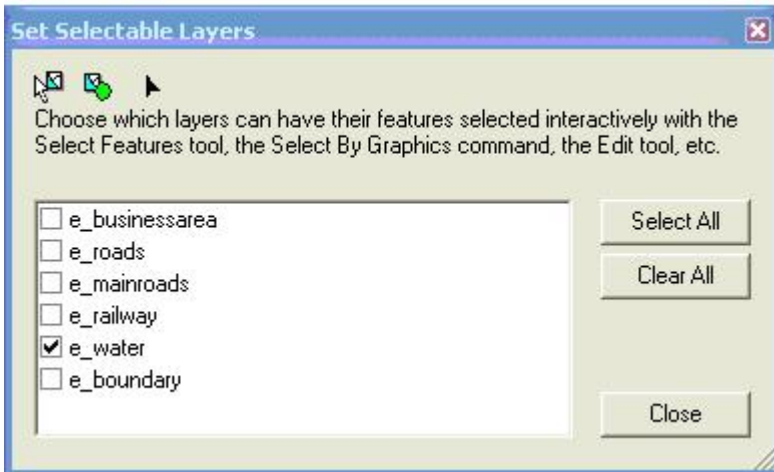 Set Selectable Layers
Choose which layers can have their features selected interactively with the
Select Features tool, the Select By Graphics command, the Edit tool, etc.
e_businessarea
e_roads
e_mainroads
e_railway
e_water
e_boundary
Select All
Clear All
Close